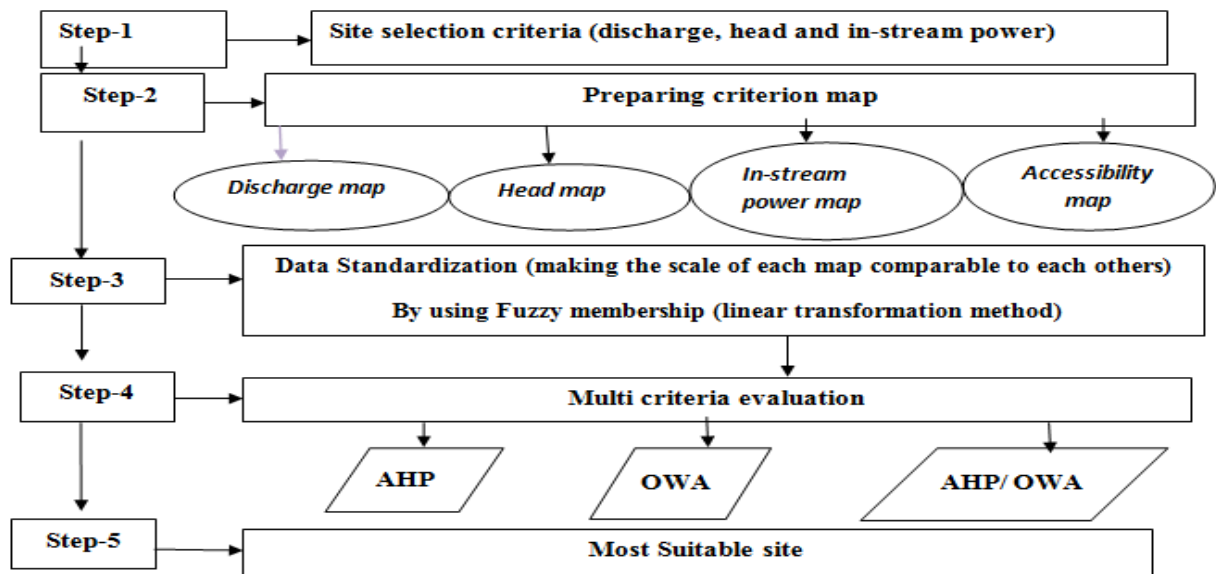 Step-1
Site selection criteria (discharge, head and in-stream power)
Step-2
Preparing criterion map
Discharge map
Head map
In-stream
power map
Accessibility
map
Step-3
Data Standardization (making the scale of each map comparable to each others)
By using Fuzzy membership (linear transformation method)
Step-4
Multi criteria evaluation
AHP
OWA
AHP/ OWA
Step-5
Most Suitable site